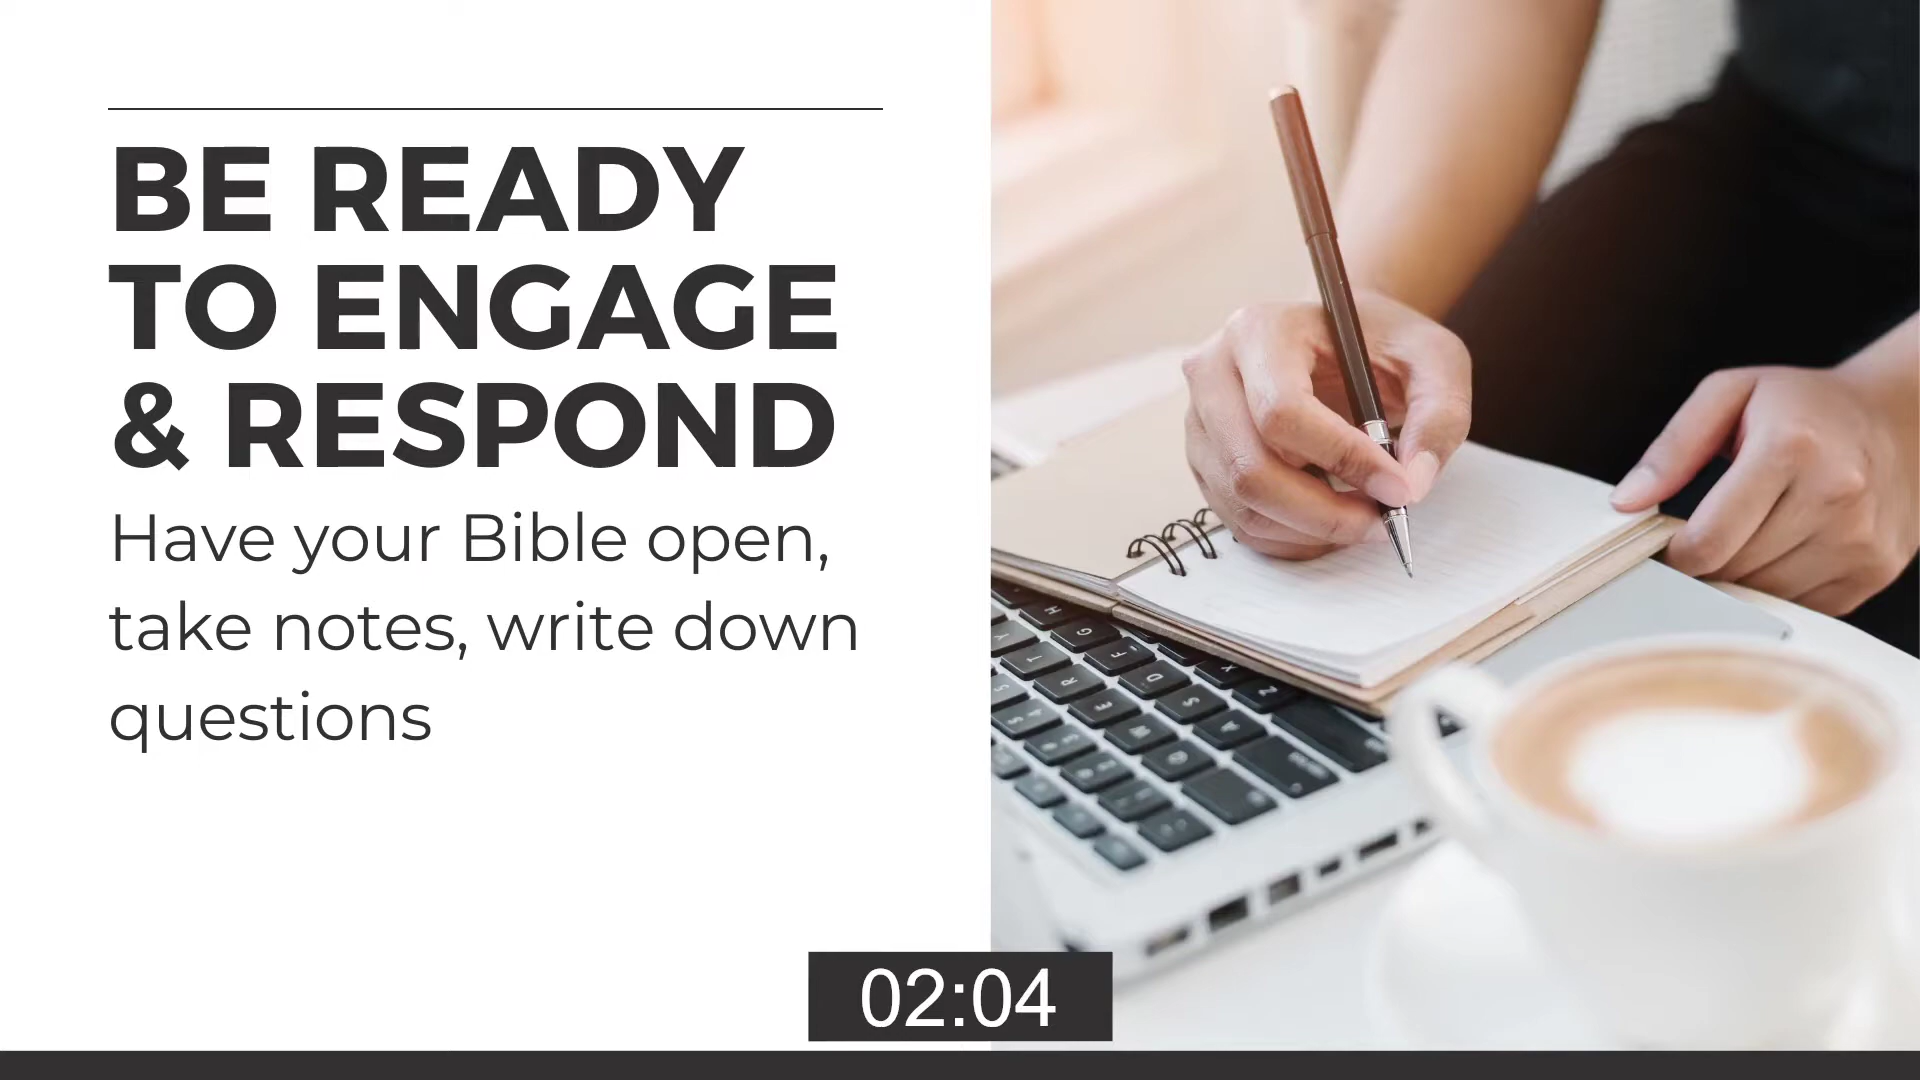 BE READY
TO ENGAGE
& RESPOND
Have your Bible open,
take notes, write down
questions
02:04